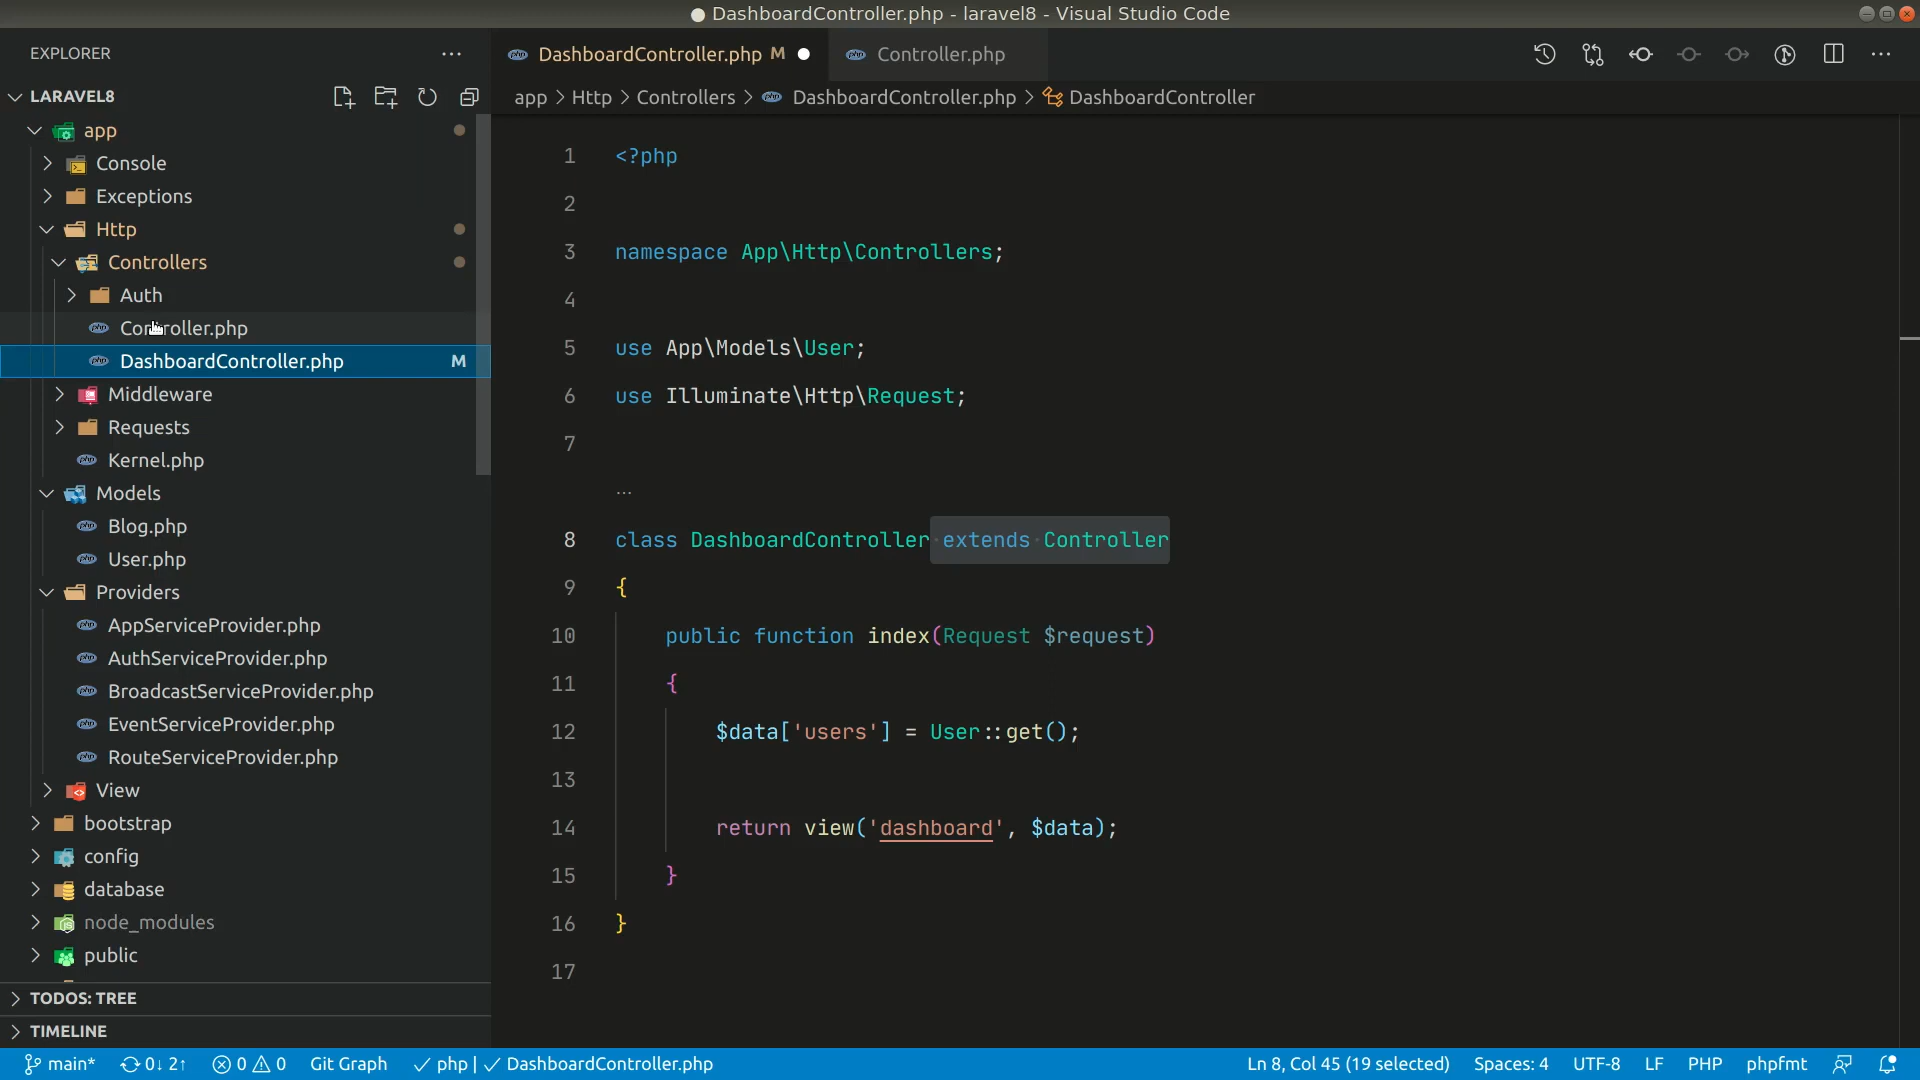 ● DashboardController.php - laravel8 - Visual Studio Code
EXPLORER
LARAVEL8
app
Console
Exceptions
Http
Controllers
Auth
Controller.php
DashboardController.php M
Middleware
Requests
Kernel.php
Models
Blog.php
User.php
Providers
AppServiceProvider.php
AuthServiceProvider.php
BroadcastServiceProvider.php
EventServiceProvider.php
RouteServiceProvider.php
View
bootstrap
config
database
node_modules
public
TODOS: TREE
TIMELINE
DashboardController.php M ●
Controller.php
app > Http > Controllers > DashboardController.php > DashboardController
1 <?php
2
3 namespace App\Http\Controllers;
4
5 use App\Models\User;
6 use Illuminate\Http\Request;
7
...
8 class DashboardController extends Controller
9 {
10 public function index(Request $request)
11 {
12 $data['users'] = User::get();
13
14 return view('dashboard', $data);
15 }
16 }
17
main* 0↓ 2↑ 0 0 Git Graph ✓ php | ✓ DashboardController.php Ln 8, Col 45 (19 selected) Spaces: 4 UTF-8 LF PHP phpfmt